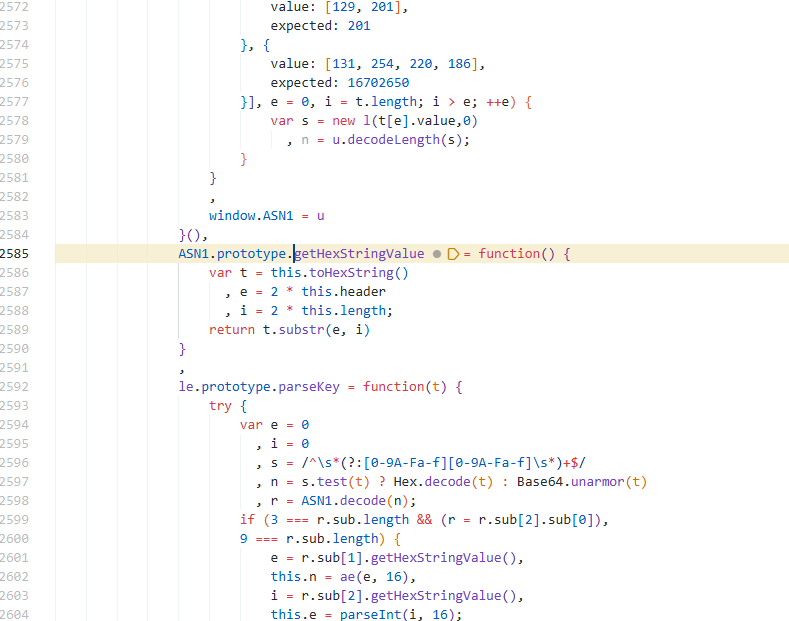 2572 value: [129, 201],
2573 expected: 201
2574 }, {
2575 value: [131, 254, 220, 186],
2576 expected: 16702650
2577 }], e = 0, i = t.length; i > e; ++e) {
2578 var s = new l(t[e].value,0)
2579 , n = u.decodeLength(s);
2580 }
2581 }
2582 ,
2583 window.ASN1 = u
2584 }(),
2585 ASN1.prototype.getHexStringValue = function() {
2586 var t = this.toHexString()
2587 , e = 2 * this.header
2588 , i = 2 * this.length;
2589 return t.substr(e, i)
2590 }
2591 ,
2592 le.prototype.parseKey = function(t) {
2593 try {
2594 var e = 0
2595 , i = 0
2596 , s = /^\s*(?:[0-9A-Fa-f][0-9A-Fa-f]\s*)+$/
2597 , n = s.test(t) ? Hex.decode(t) : Base64.unarmor(t)
2598 , r = ASN1.decode(n);
2599 if (3 === r.sub.length && (r = r.sub[2].sub[0]),
2600 9 === r.sub.length) {
2601 e = r.sub[1].getHexStringValue(),
2602 this.n = ae(e, 16),
2603 i = r.sub[2].getHexStringValue(),
2604 this.e = parseInt(i, 16);